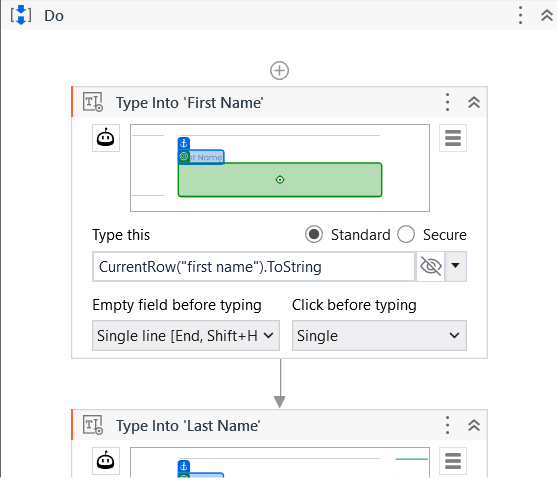 Do
Type Into 'First Name'
st Name
Type this
Standard
Secure
CurrentRow("first name").ToString
Empty field before typing
Click before typing
Single line [End, Shift+H
Single
Type Into 'Last Name'